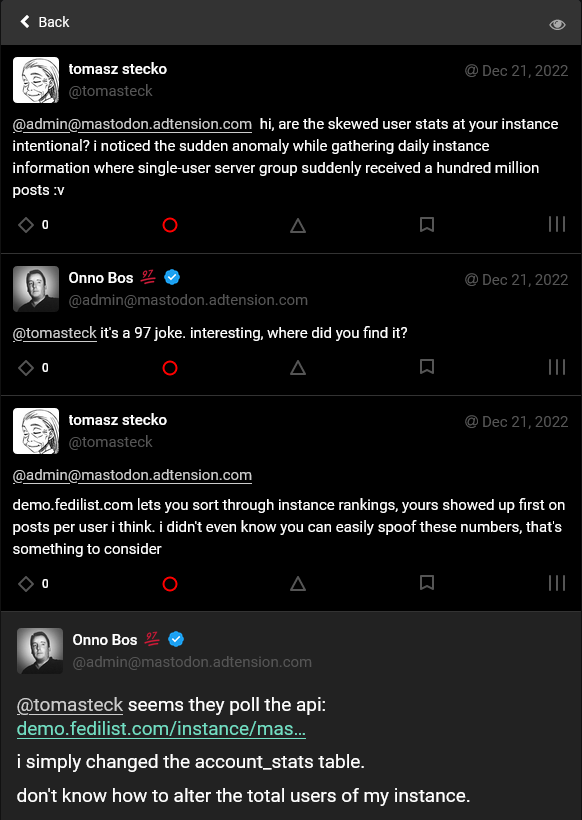 Back
tomasz stecko
@ Dec 21, 2022
@tomasteck
@admin@mastodon.adtension.com hi, are the skewed user stats at your instance
intentional? i noticed the sudden anomaly while gathering daily instance
information where single-user server group suddenly received a hundred million
posts :v
0
Onno Bos 97
@ Dec 21, 2022
@admin@mastodon.adtension.com
@tomasteck it's a 97 joke. interesting, where did you find it?
0
tomasz stecko
@ Dec 21, 2022
@tomasteck
@admin@mastodon.adtension.com
demo.fedilist.com lets you sort through instance rankings, yours showed up first on
posts per user i think. i didn't even know you can easily spoof these numbers, that's
something to consider
0
Onno Bos 97
@admin@mastodon.adtension.com
@tomasteck seems they poll the api:
demo.fedilist.com/instance/mas...
i simply changed the account_stats table.
don't know how to alter the total users of my instance.